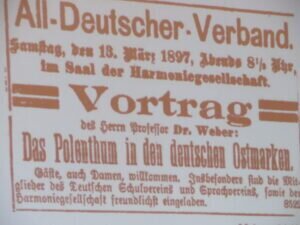 All-Deutscher-Verband.
Samstag, den 13. März 1897, Abends 8½ Uhr,
im Saal der Harmoniegesellschaft.
Vortrag
des Herrn Professor Dr. Weber:
Das Polenthum in den deutschen Ostmarken.
Gäste, auch Damen, willkommen. Insbesondere sind die Mit-
glieder des Deutschen Schulvereins und Sprachvereins, sowie der
Harmoniegesellschaft freundlichst eingeladen.